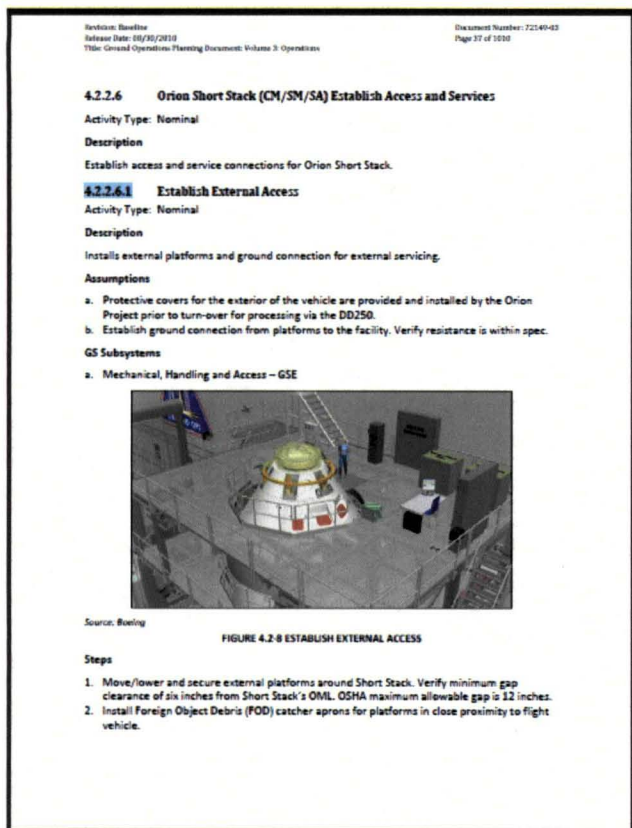 Revision: Baseline
Document Number: 72149-03
Release Date: 08/30/2010
Page 37 of 1010
Title: Ground Operations Planning Document: Volume 3: Operations
4.2.2.6 Orion Short Stack (CM/SM/SA) Establish Access and Services
Activity Type: Nominal
Description
Establish access and service connections for Orion Short Stack.
4.2.2.6.1 Establish External Access
Activity Type: Nominal
Description
Installs external platforms and ground connection for external servicing.
Assumptions
a. Protective covers for the exterior of the vehicle are provided and installed by the Orion
Project prior to turn-over for processing via the DD250.
b. Establish ground connection from platforms to the facility. Verify resistance is within spec.
GS Subsystems
a. Mechanical, Handling and Access – GSE
Source: Boeing
FIGURE 4.2-8 ESTABLISH EXTERNAL ACCESS
Steps
1. Move/lower and secure external platforms around Short Stack. Verify minimum gap
clearance of six inches from Short Stack's OML. OSHA maximum allowable gap is 12 inches.
2. Install Foreign Object Debris (FOD) catcher aprons for platforms in close proximity to flight
vehicle.